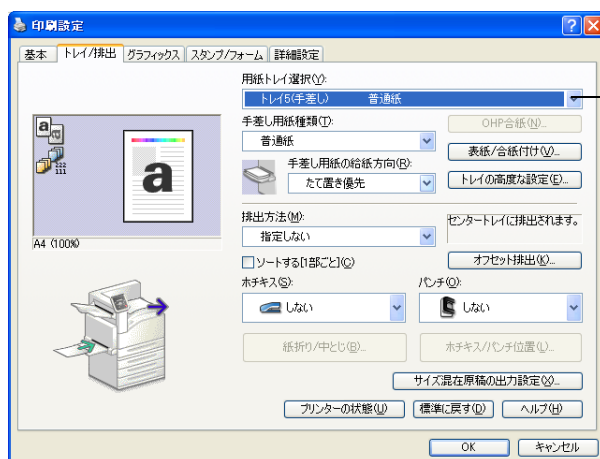 印刷設定
基本 トレイ/排出 グラフィックス スタンプ/フォーム 詳細設定
用紙トレイ選択(Y):
トレイ5(手差し) 普通紙
手差し用紙種類(T):
普通紙
OHP合紙(N)...
表紙/合紙付け(V)...
手差し用紙の給紙方向(R):
たて置き優先
トレイの高度な設定(E)...
A4 (100%)
排出方法(M):
指定しない
センタートレイに排出されます。
ソートする[1部ごと](C)
オフセット排出(K)...
ホチキス(S):
パンチ(O):
しない
しない
紙折り/中とじ(B)...
ホチキス/パンチ位置(L)...
サイズ混在原稿の出力設定(X)...
プリンターの状態(U)
標準に戻す(D)
ヘルプ(H)
OK
キャンセル